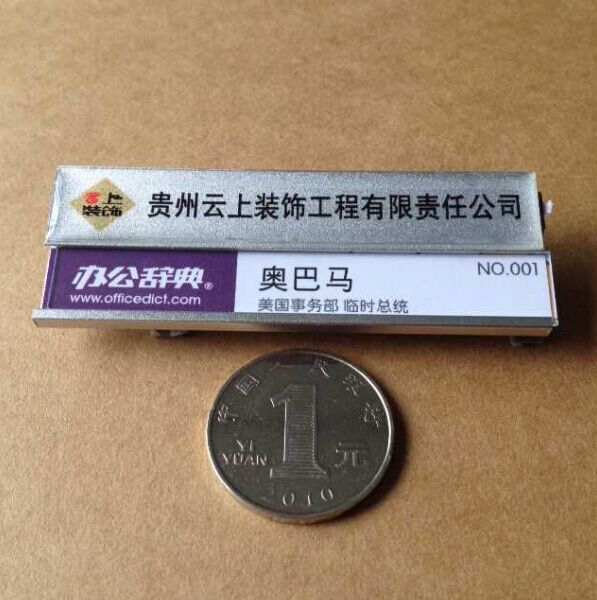 云上
装饰
贵州云上装饰工程有限责任公司
办公辞典®
www.officedict.com
奥巴马
美国事务部 临时总统
NO.001
中国人民银行
1
YI
YUAN
元
2010